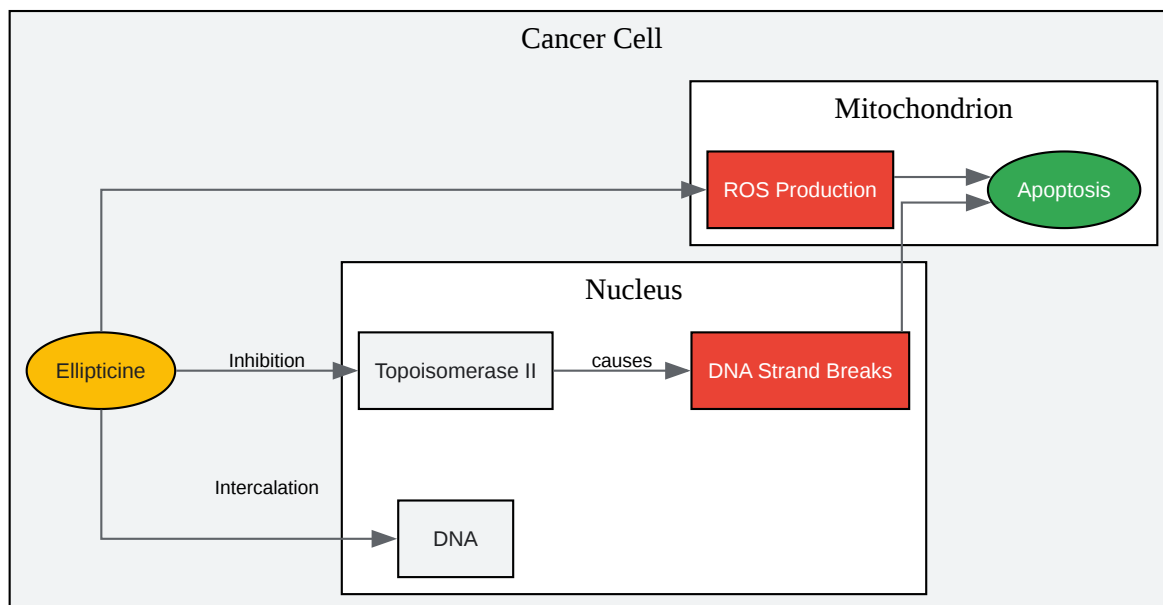 Cancer Cell
Mitochondrion
ROS Production
Apoptosis
Nucleus
Ellipticine
Inhibition
Topoisomerase II
causes
DNA Strand Breaks
Intercalation
DNA